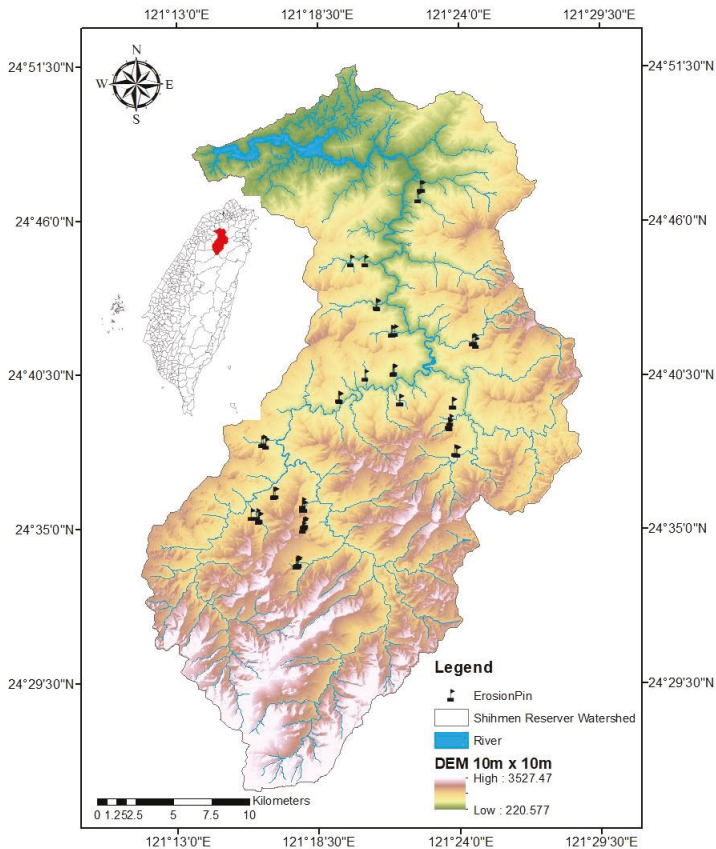 121°13'0"E 121°18'30"E 121°24'0"E 121°29'30"E
24°51'30"N 24°51'30"N
N
W E
S
24°46'0"N 24°46'0"N
24°40'30"N 24°40'30"N
24°35'0"N 24°35'0"N
24°29'30"N 24°29'30"N
Legend
ErosionPin
Shihmen Reserver Watershed
River
DEM 10m x 10m
High : 3527.47
Low : 220.577
Kilometers
0 1.252.5 5 7.5 10
121°13'0"E 121°18'30"E 121°24'0"E 121°29'30"E